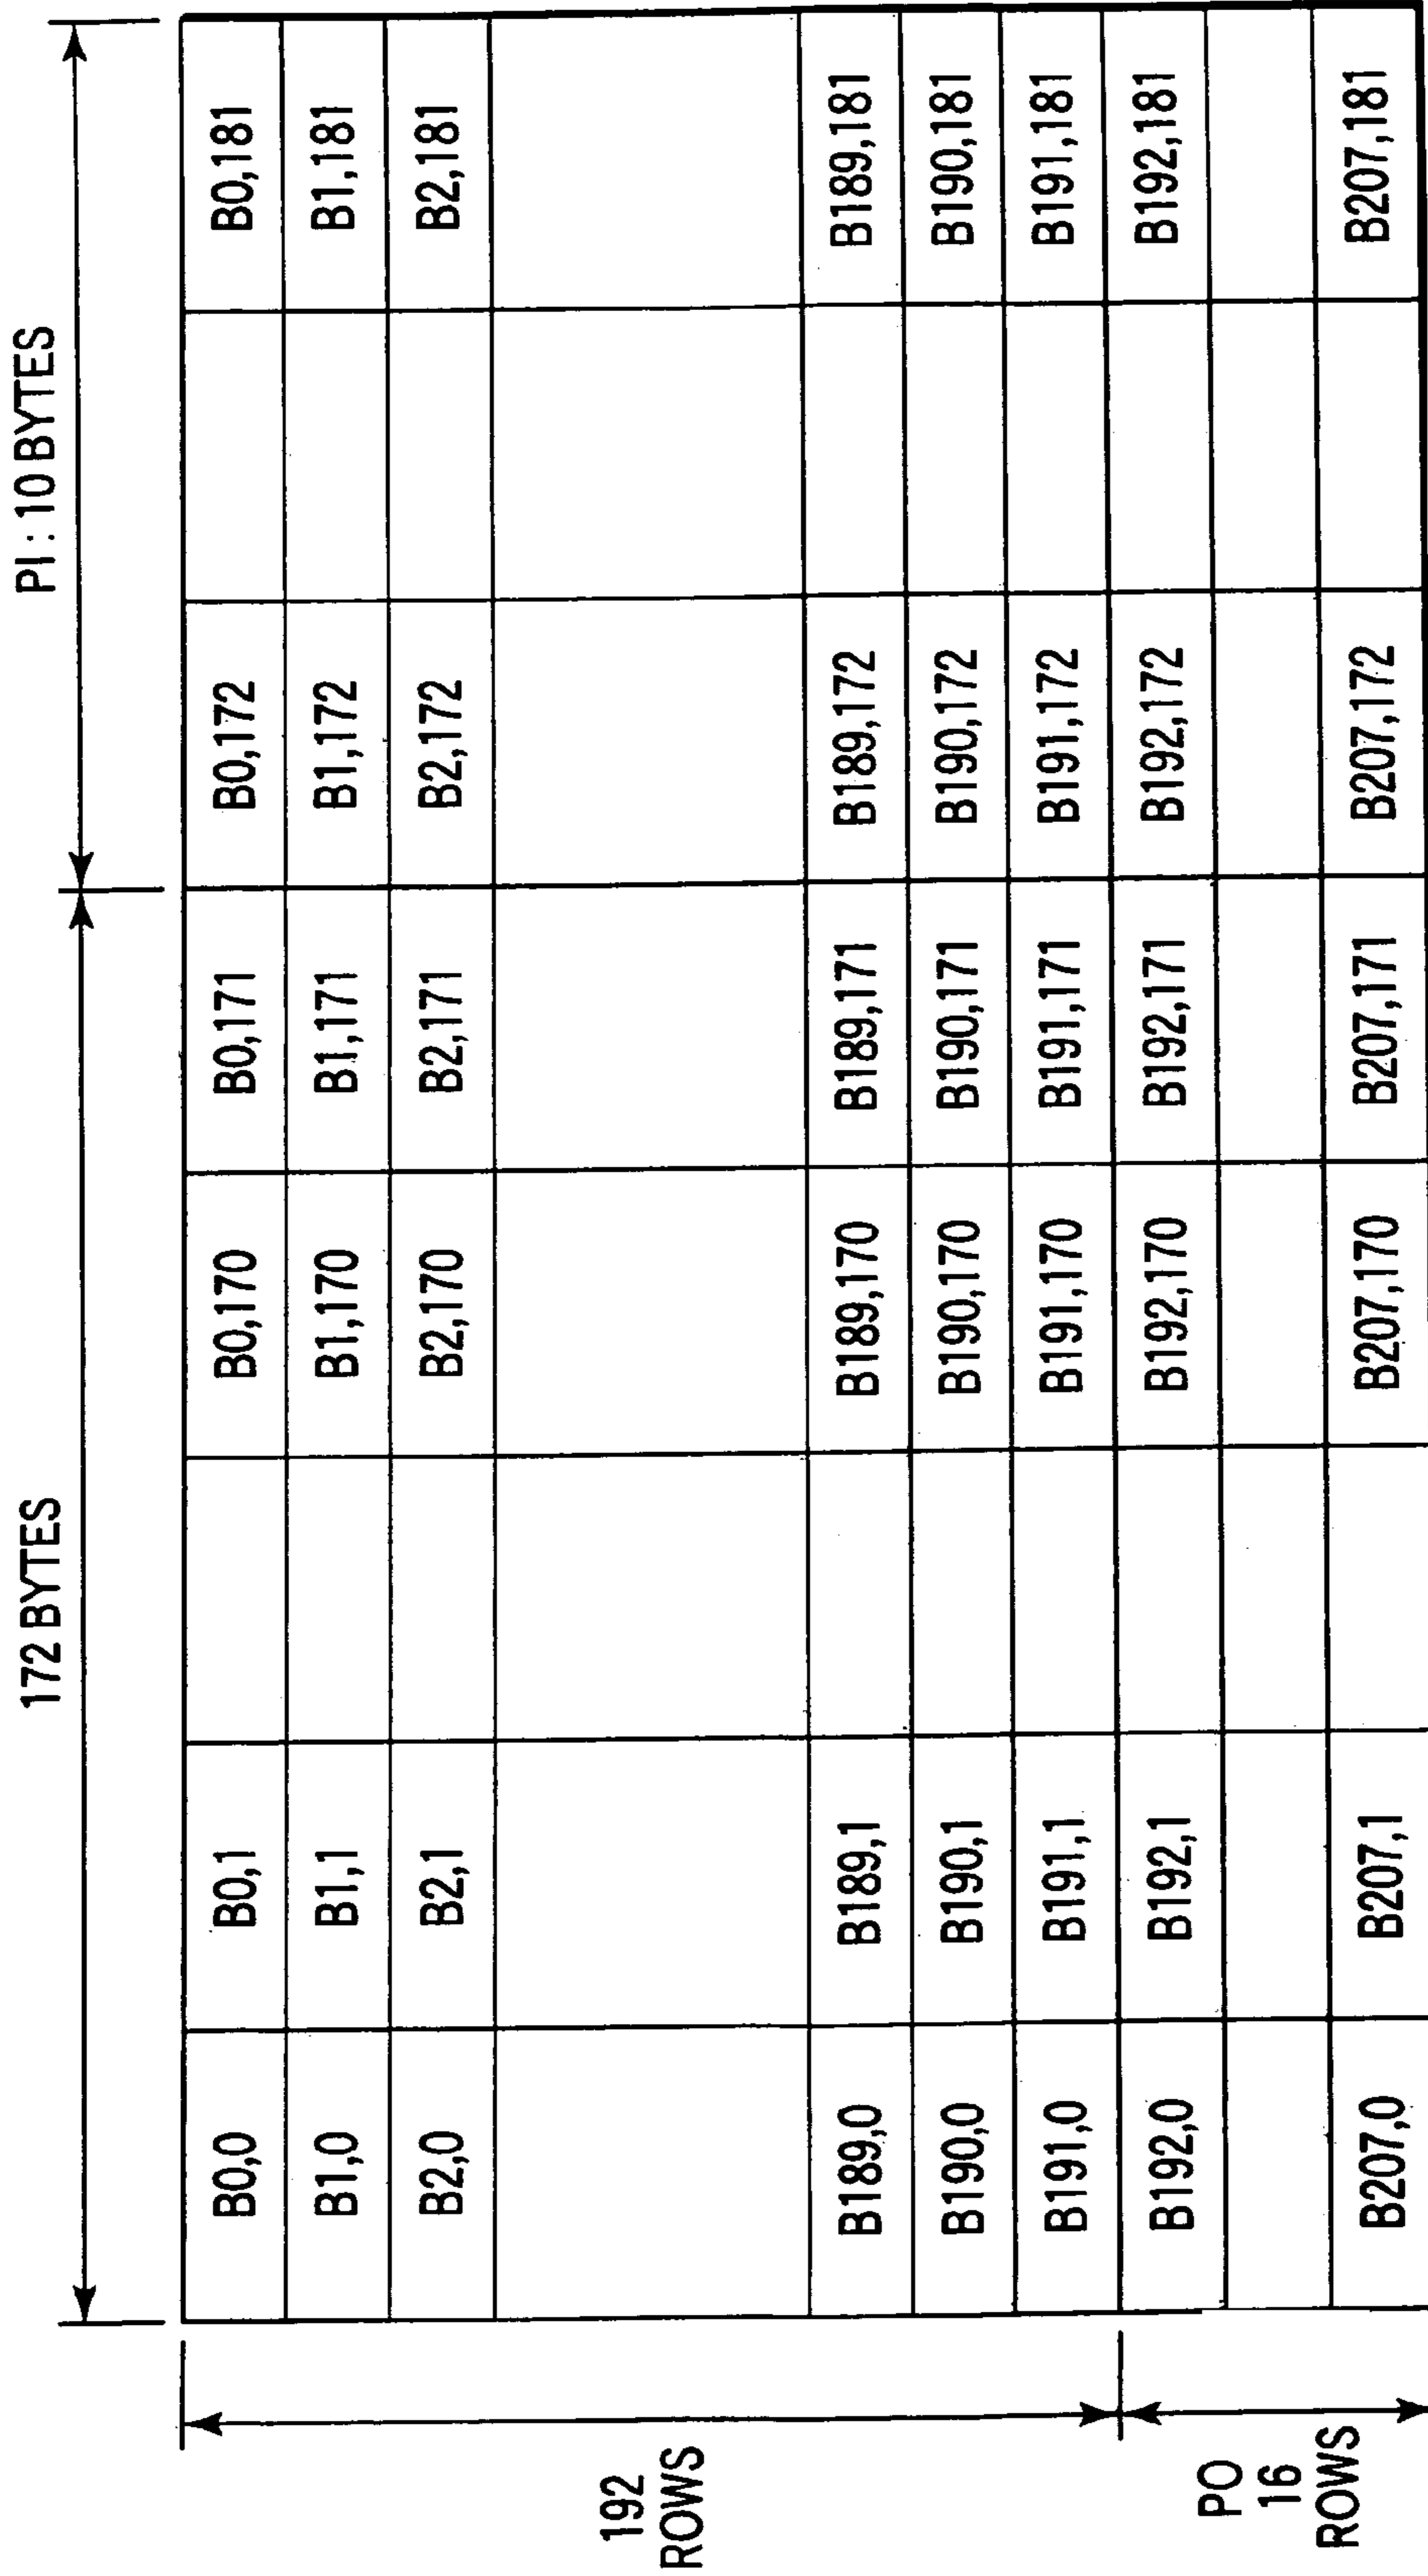 172 BYTES
PI : 10 BYTES
192
ROWS
PO
16
ROWS
B0,0 B0,1 B0,170 B0,171 B0,172 B0,181
B1,0 B1,1 B1,170 B1,171 B1,172 B1,181
B2,0 B2,1 B2,170 B2,171 B2,172 B2,181
B189,0 B189,1 B189,170 B189,171 B189,172 B189,181
B190,0 B190,1 B190,170 B190,171 B190,172 B190,181
B191,0 B191,1 B191,170 B191,171 B191,172 B191,181
B192,0 B192,1 B192,170 B192,171 B192,172 B192,181
B207,0 B207,1 B207,170 B207,171 B207,172 B207,181